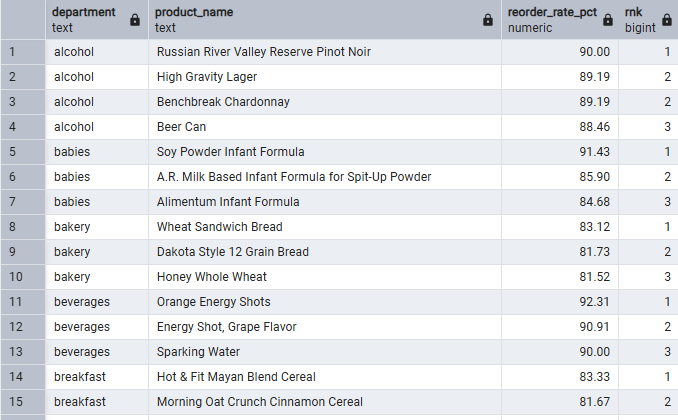 department product_name reorder_rate_pct rnk
text text numeric bigint
1 alcohol Russian River Valley Reserve Pinot Noir 90.00 1
2 alcohol High Gravity Lager 89.19 2
3 alcohol Benchbreak Chardonnay 89.19 2
4 alcohol Beer Can 88.46 3
5 babies Soy Powder Infant Formula 91.43 1
6 babies A.R. Milk Based Infant Formula for Spit-Up Powder 85.90 2
7 babies Alimentum Infant Formula 84.68 3
8 bakery Wheat Sandwich Bread 83.12 1
9 bakery Dakota Style 12 Grain Bread 81.73 2
10 bakery Honey Whole Wheat 81.52 3
11 beverages Orange Energy Shots 92.31 1
12 beverages Energy Shot, Grape Flavor 90.91 2
13 beverages Sparking Water 90.00 3
14 breakfast Hot & Fit Mayan Blend Cereal 83.33 1
15 breakfast Morning Oat Crunch Cinnamon Cereal 81.67 2